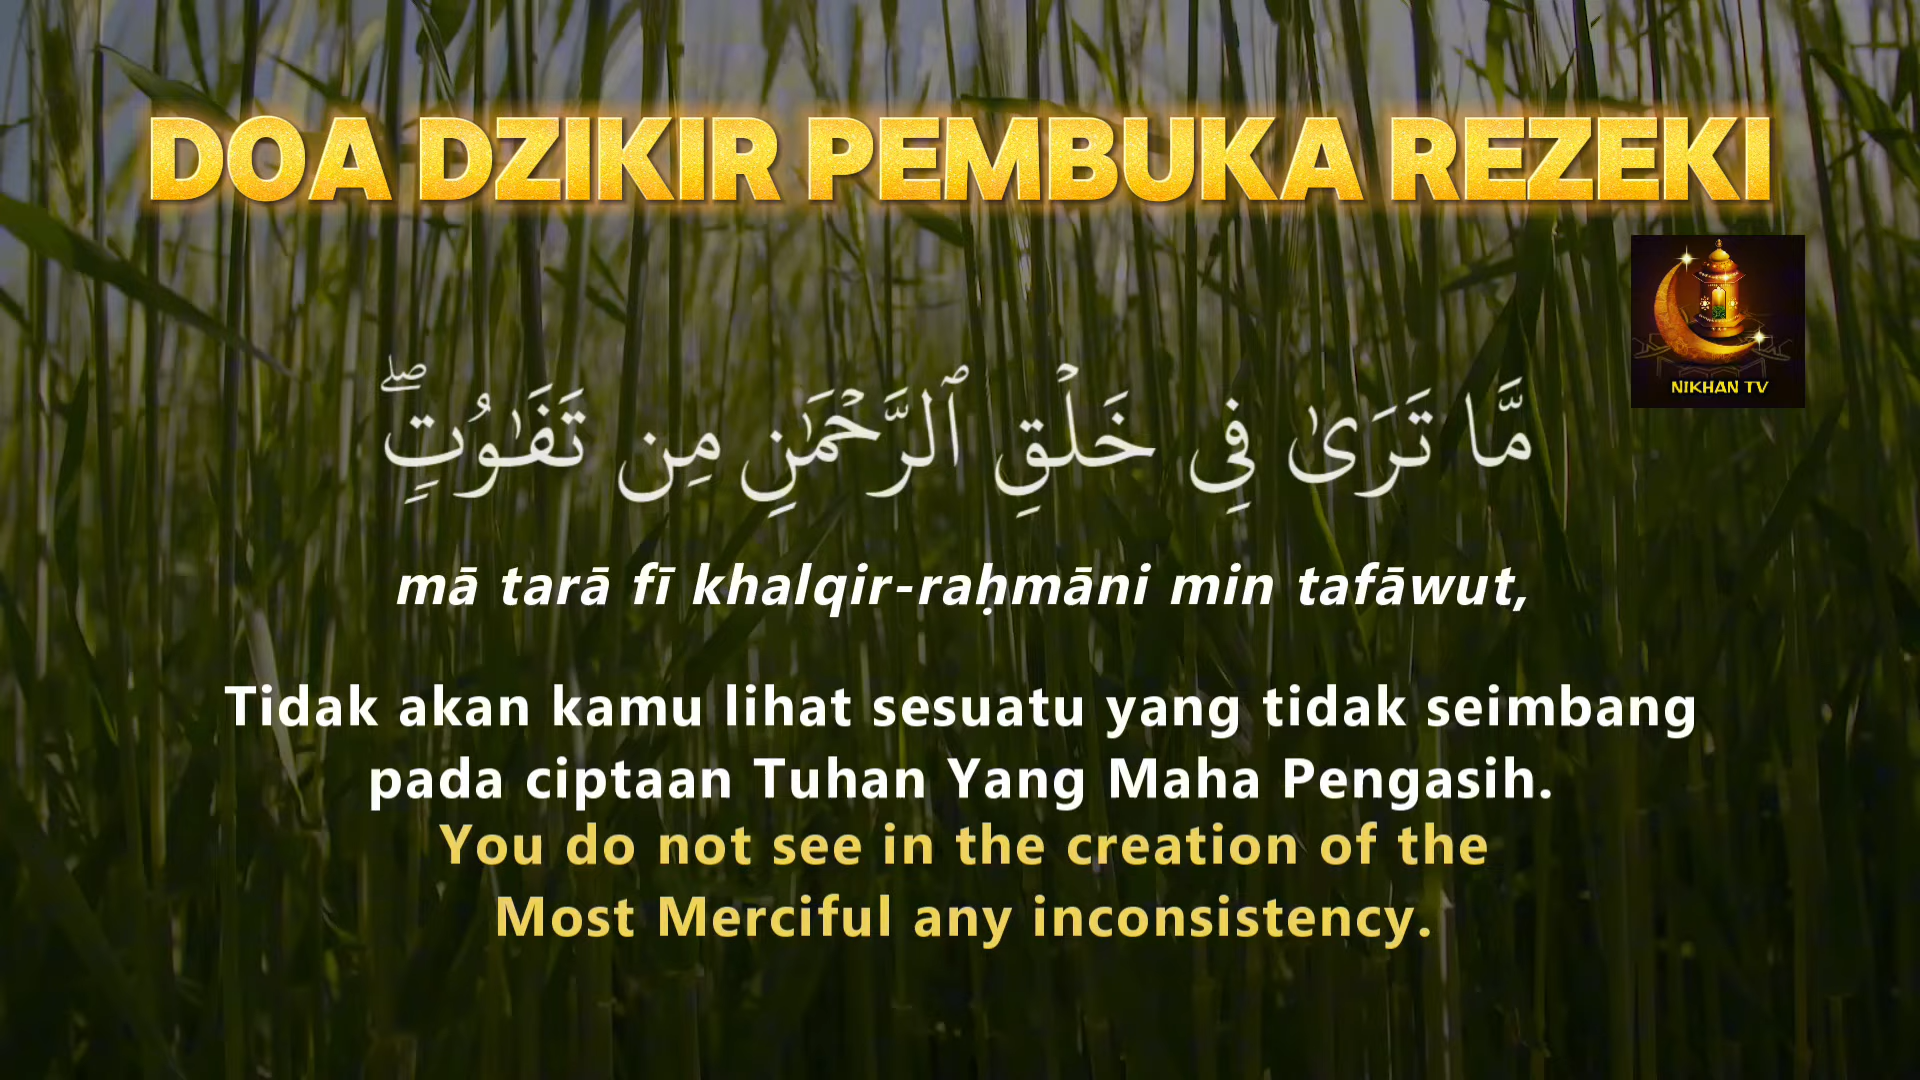 DOA DZIKIR PEMBUKA REZEKI
NIKHAN TV
مَّا تَرَىٰ فِى خَلْقِ ٱلرَّحْمَٰنِ مِن تَفَٰوُتٍۖ
mā tarā fī khalqir-raḥmāni min tafāwut,
Tidak akan kamu lihat sesuatu yang tidak seimbang
pada ciptaan Tuhan Yang Maha Pengasih.
You do not see in the creation of the
Most Merciful any inconsistency.